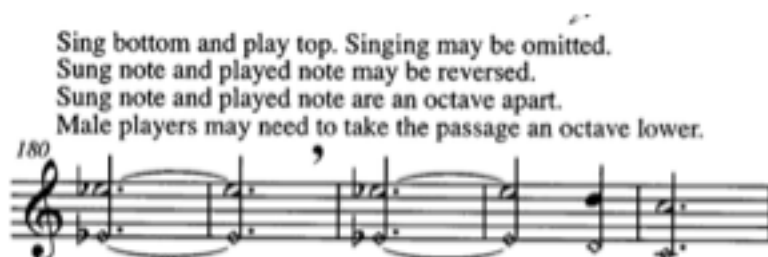 Sing bottom and play top. Singing may be omitted.
Sung note and played note may be reversed.
Sung note and played note are an octave apart.
Male players may need to take the passage an octave lower.
180